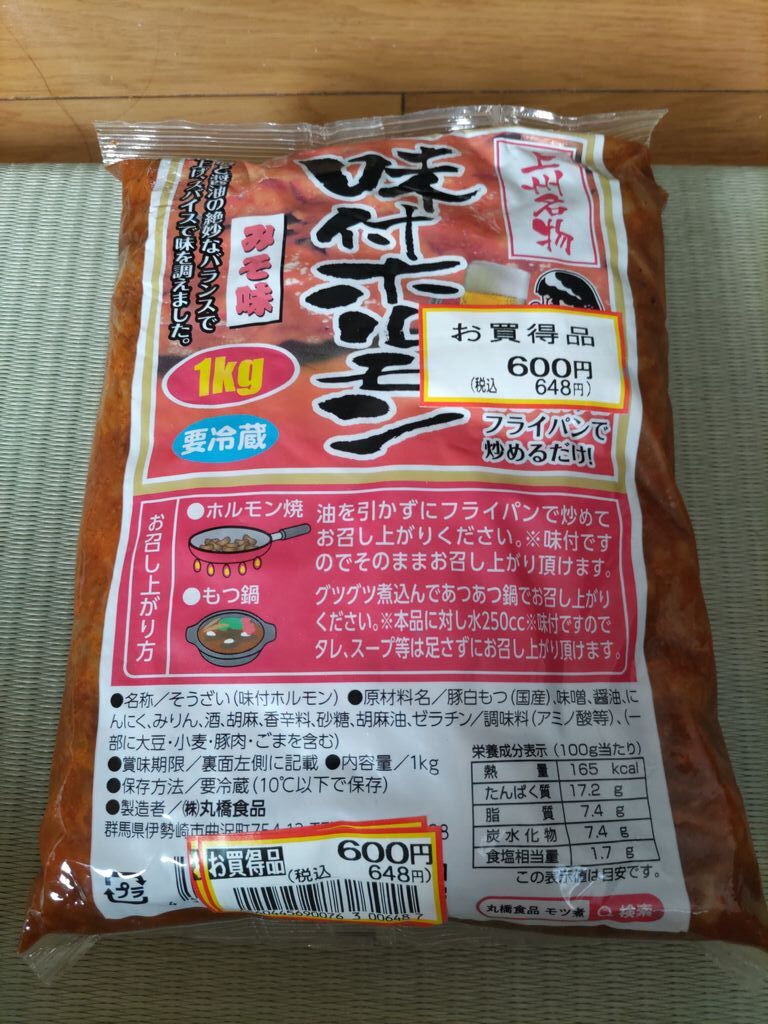 上州名物
味付ホルモン
みそ味
醤油の絶妙なバランスで
スパイスで味を調えました。
1kg
要冷蔵
お買得品
600円
(税込 648円)
フライパンで
炒めるだけ!
お召し上がり方
●ホルモン焼
油を引かずにフライパンで炒めて
お召し上がりください。※味付です
のでそのままお召し上がり頂けます。
●もつ鍋
グツグツ煮込んであつあつ鍋でお召し上がり
ください。※本品に対し水250cc※味付ですので
タレ、スープ等は足さずにお召し上がり頂けます。
●名称/そうざい(味付ホルモン) ●原材料名/豚白もつ(国産)、味噌、醤油、に
んにく、みりん、酒、胡麻、香辛料、砂糖、胡麻油、ゼラチン/調味料(アミノ酸等)、(一
部に大豆・小麦・豚肉・ごまを含む)
●賞味期限/裏面左側に記載 ●内容量/1kg
●保存方法/要冷蔵(10℃以下で保存)
●製造者/㈱丸橋食品
群馬県伊勢崎市曲沢町754
栄養成分表示 (100g当たり)
熱量 165 kcal
たんぱく質 17.2 g
脂質 7.4 g
炭水化物 7.4 g
食塩相当量 1.7 g
この表示値は目安です。
お買得品
600円
(税込 648円)
プラ
丸橋食品 モツ煮 検索